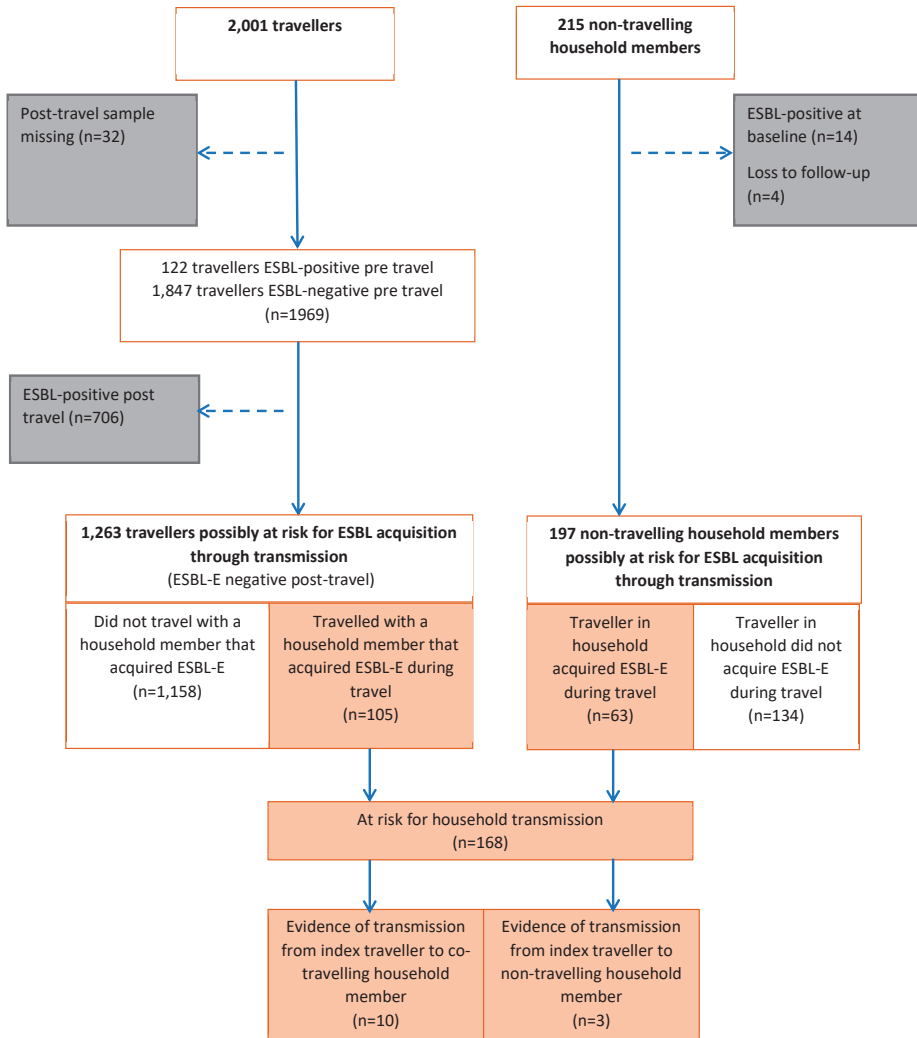 2,001 travellers
215 non-travelling
household members
Post-travel sample
missing (n=32)
ESBL-positive at
baseline (n=14)
Loss to follow-up
(n=4)
122 travellers ESBL-positive pre travel
1,847 travellers ESBL-negative pre travel
(n=1969)
ESBL-positive post
travel (n=706)
1,263 travellers possibly at risk for ESBL acquisition
through transmission
(ESBL-E negative post-travel)
197 non-travelling household members
possibly at risk for ESBL acquisition
through transmission
Did not travel with a
household member that
acquired ESBL-E
(n=1,158)
Travelled with a
household member that
acquired ESBL-E during
travel
(n=105)
Traveller in
household
acquired ESBL-E
during travel
(n=63)
Traveller in
household did not
acquire ESBL-E
during travel
(n=134)
At risk for household transmission
(n=168)
Evidence of transmission
from index traveller to co-
travelling household
member
(n=10)
Evidence of transmission
from index traveller to
non-travelling household
member
(n=3)